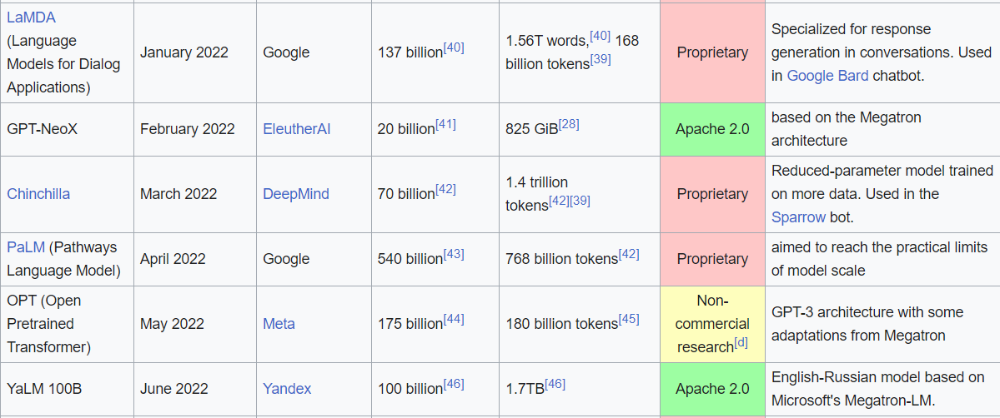 LaMDA
(Language
Models for Dialog
Applications)
January 2022
Google
137 billion[40]
1.56T words,[40] 168
billion tokens[39]
Proprietary
Specialized for response
generation in conversations. Used
in Google Bard chatbot.
GPT-NeoX
February 2022
EleutherAI
20 billion[41]
825 GiB[28]
Apache 2.0
based on the Megatron
architecture
Chinchilla
March 2022
DeepMind
70 billion[42]
1.4 trillion
tokens[42][39]
Proprietary
Reduced-parameter model trained
on more data. Used in the
Sparrow bot.
PaLM (Pathways
Language Model)
April 2022
Google
540 billion[43]
768 billion tokens[42]
Proprietary
aimed to reach the practical limits
of model scale
OPT (Open
Pretrained
Transformer)
May 2022
Meta
175 billion[44]
180 billion tokens[45]
Non-
commercial
research[d]
GPT-3 architecture with some
adaptations from Megatron
YaLM 100B
June 2022
Yandex
100 billion[46]
1.7TB[46]
Apache 2.0
English-Russian model based on
Microsoft's Megatron-LM.